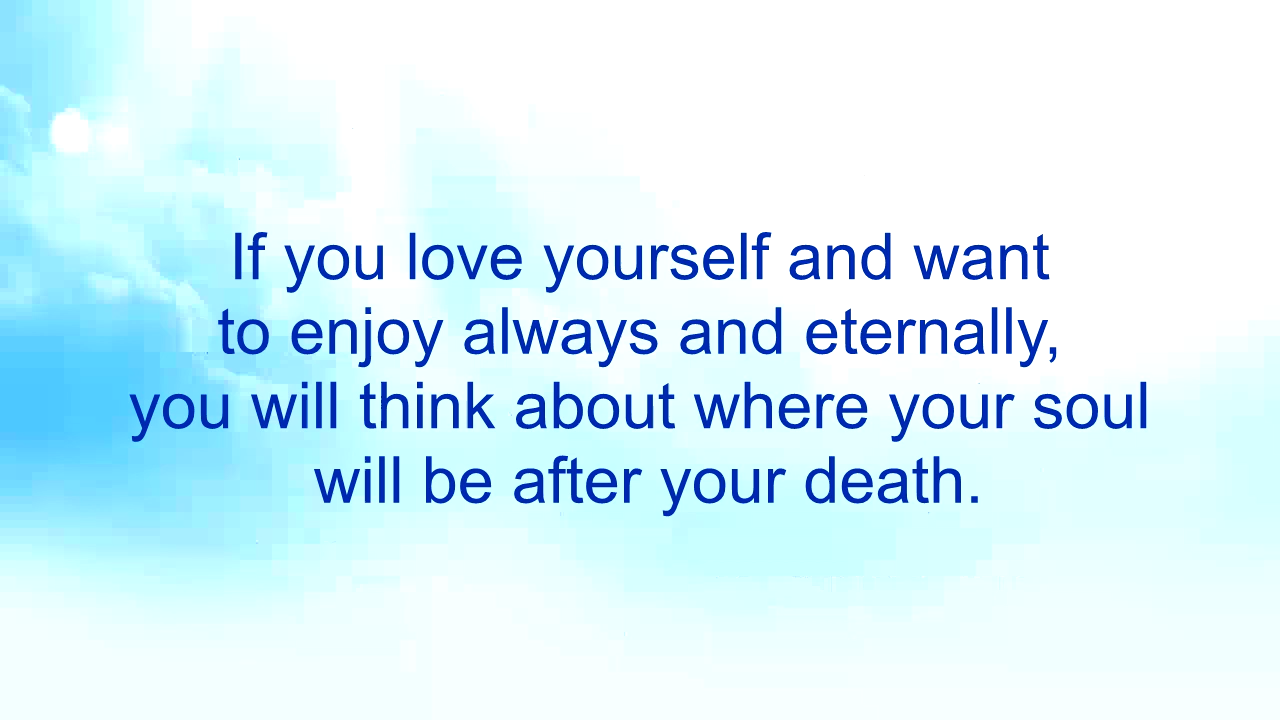 If you love yourself and want
to enjoy always and eternally,
you will think about where your soul
will be after your death.